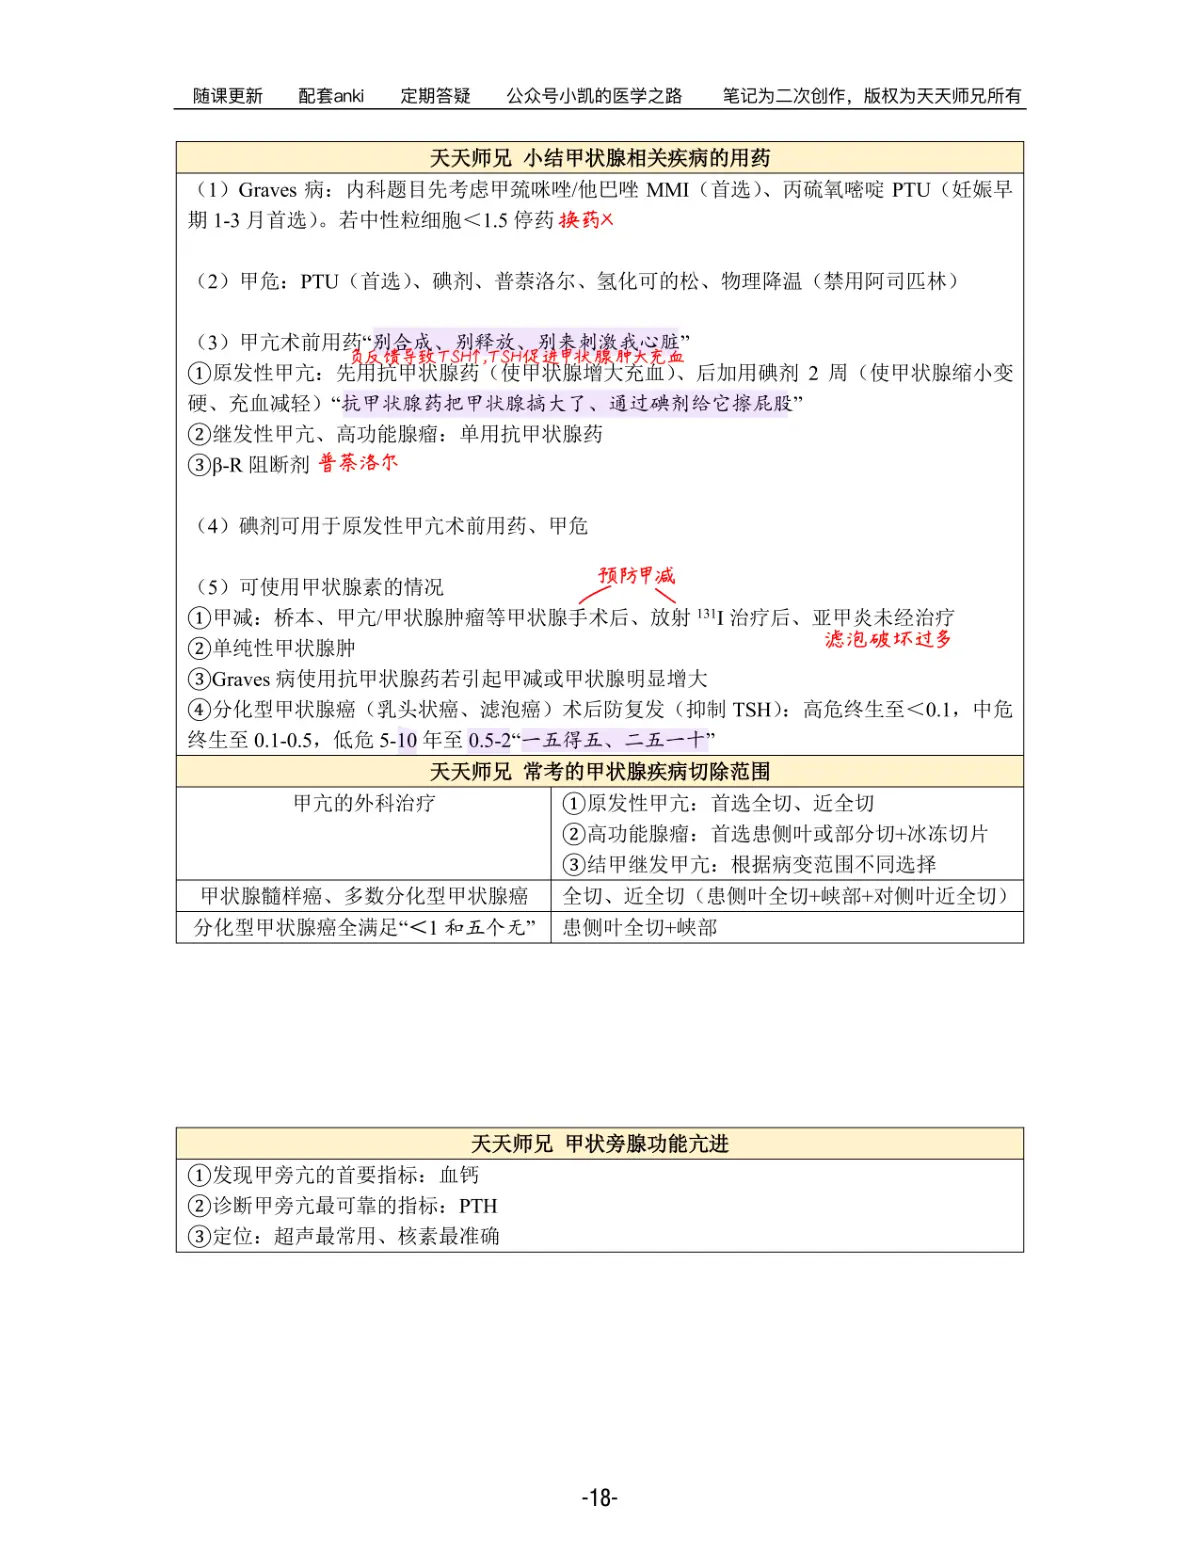 随课更新 配套anki 定期答疑 公众号小凯的医学之路 笔记为二次创作，版权为天天师兄所有
天天师兄 小结甲状腺相关疾病的用药
（1）Graves 病：内科题目先考虑甲巯咪唑/他巴唑 MMI（首选）、丙硫氧嘧啶 PTU（妊娠早
期 1-3 月首选）。若中性粒细胞＜1.5 停药 换药X
（2）甲危：PTU（首选）、碘剂、普萘洛尔、氢化可的松、物理降温（禁用阿司匹林）
（3）甲亢术前用药“别合成、别释放、别来刺激我心脏”
负反馈导致TSH↑,TSH促进甲状腺肿大充血
①原发性甲亢：先用抗甲状腺药（使甲状腺增大充血）、后加用碘剂 2 周（使甲状腺缩小变
硬、充血减轻）“抗甲状腺药把甲状腺搞大了、通过碘剂给它擦屁股”
②继发性甲亢、高功能腺瘤：单用抗甲状腺药
③β-R 阻断剂 普萘洛尔
（4）碘剂可用于原发性甲亢术前用药、甲危
预防甲减
（5）可使用甲状腺素的情况
①甲减：桥本、甲亢/甲状腺肿瘤等甲状腺手术后、放射 ¹³¹I 治疗后、亚甲炎未经治疗
滤泡破坏过多
②单纯性甲状腺肿
③Graves 病使用抗甲状腺药若引起甲减或甲状腺明显增大
④分化型甲状腺癌（乳头状癌、滤泡癌）术后防复发（抑制 TSH）：高危终生至＜0.1，中危
终生至 0.1-0.5，低危 5-10 年至 0.5-2“一五得五、二五一十”
天天师兄 常考的甲状腺疾病切除范围
甲亢的外科治疗 ①原发性甲亢：首选全切、近全切
②高功能腺瘤：首选患侧叶或部分切+冰冻切片
③结甲继发甲亢：根据病变范围不同选择
甲状腺髓样癌、多数分化型甲状腺癌 全切、近全切（患侧叶全切+峡部+对侧叶近全切）
分化型甲状腺癌全满足“＜1 和五个无” 患侧叶全切+峡部
天天师兄 甲状旁腺功能亢进
①发现甲旁亢的首要指标：血钙
②诊断甲旁亢最可靠的指标：PTH
③定位：超声最常用、核素最准确
-18-